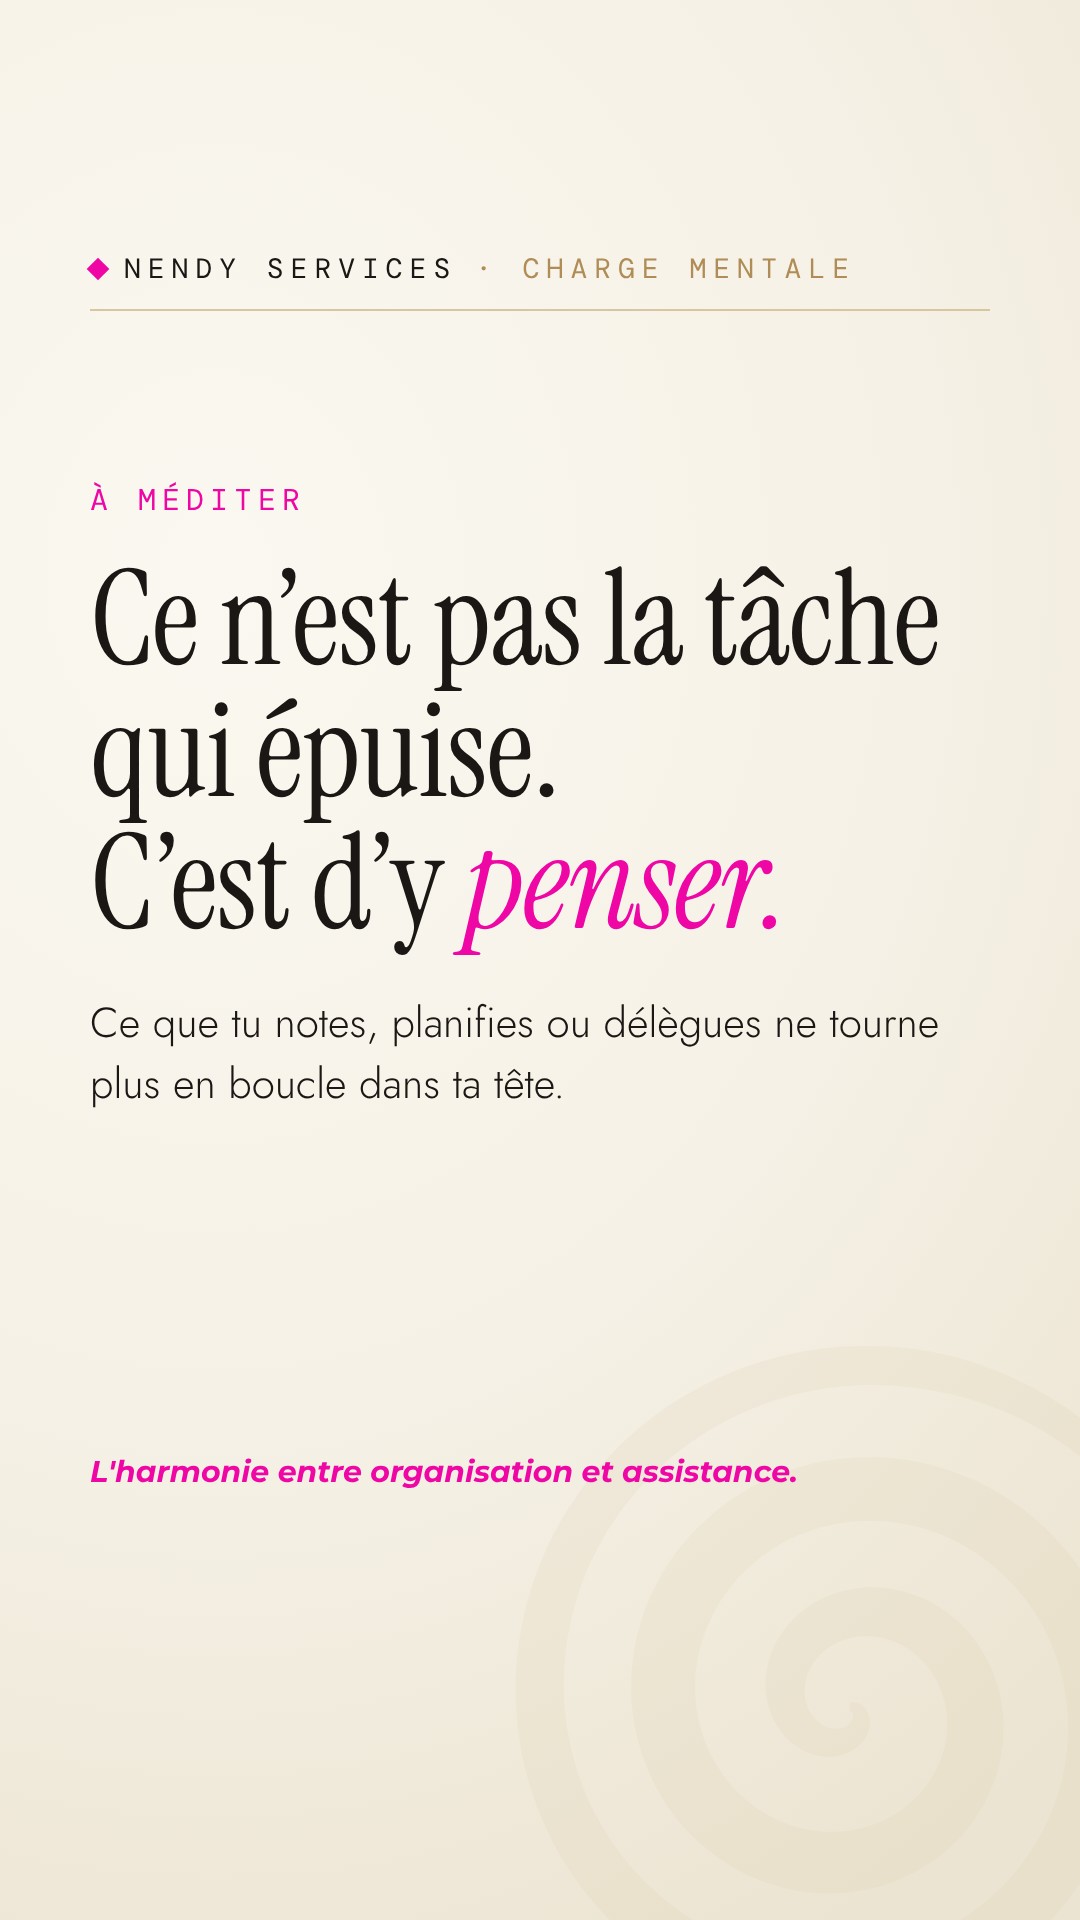 NENDY SERVICES · CHARGE MENTALE
À MÉDITER
Ce n’est pas la tâche
qui épuise.
C’est d’y penser.
Ce que tu notes, planifies ou délègues ne tourne
plus en boucle dans ta tête.
L'harmonie entre organisation et assistance.